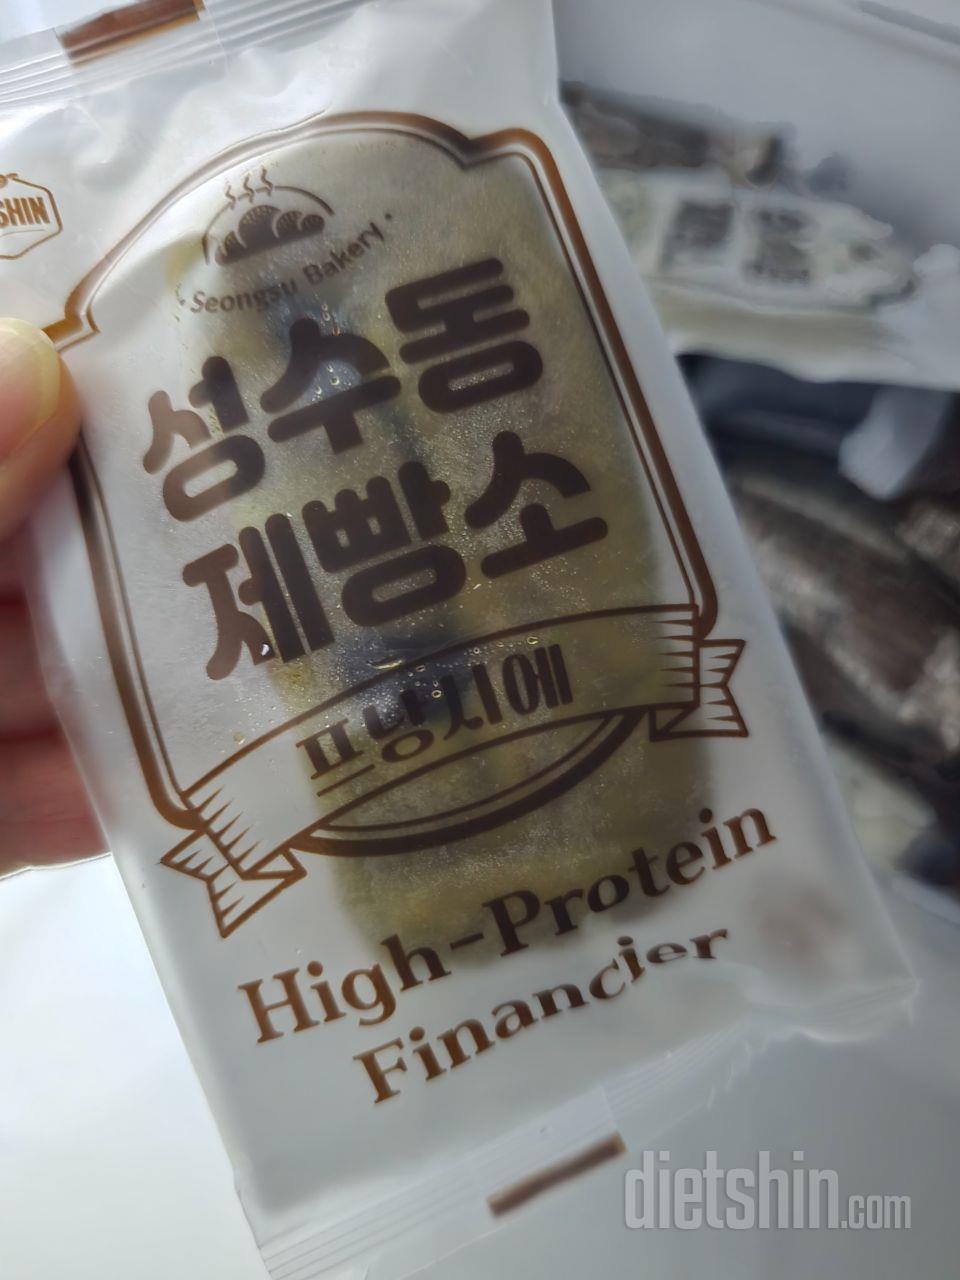 SHIN
Seongsu Bakery
성수동
제빵소
프낭시에
High-Protein
Financier
dietshin.com